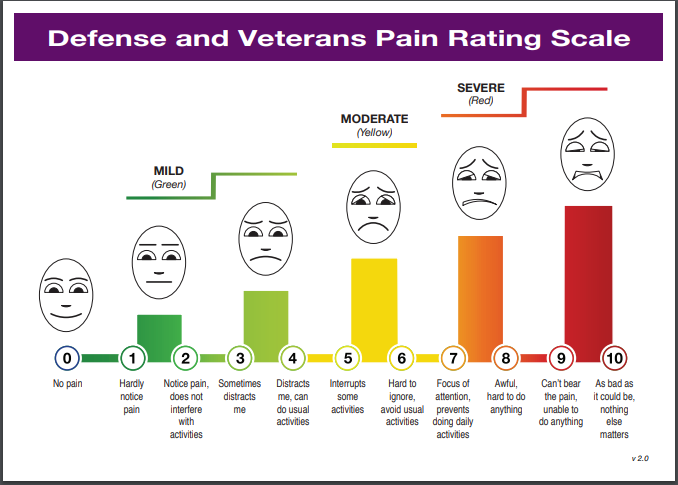 Defense and Veterans Pain Rating Scale
SEVERE
(Red)
MODERATE
(Yellow)
MILD
(Green)
0
1
2
3
4
5
6
7
8
9
10
No pain
Hardly
notice
pain
Notice pain,
does not
interfere
with
activities
Sometimes
distracts
me
Distracts
me, can
do usual
activities
Interrupts
some
activities
Hard to
ignore,
avoid usual
activities
Focus of
attention,
prevents
doing daily
activities
Awful,
hard to do
anything
Can't bear
the pain,
unable to
do anything
As bad as
it could be,
nothing
else
matters
v 2.0